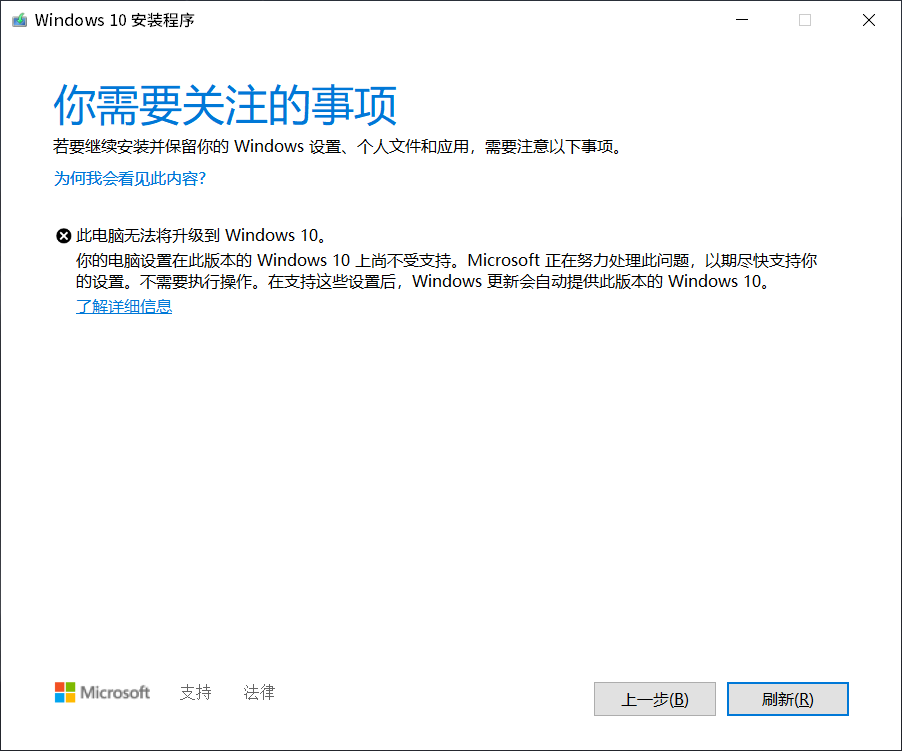 Windows 10 安装程序
你需要关注的事项
若要继续安装并保留你的 Windows 设置、个人文件和应用，需要注意以下事项。
为何我会看见此内容?
此电脑无法将升级到 Windows 10。
你的电脑设置在此版本的 Windows 10 上尚不受支持。Microsoft 正在努力处理此问题，以期尽快支持你
的设置。不需要执行操作。在支持这些设置后，Windows 更新会自动提供此版本的 Windows 10。
了解详细信息
Microsoft 支持 法律 上一步(B) 刷新(R)